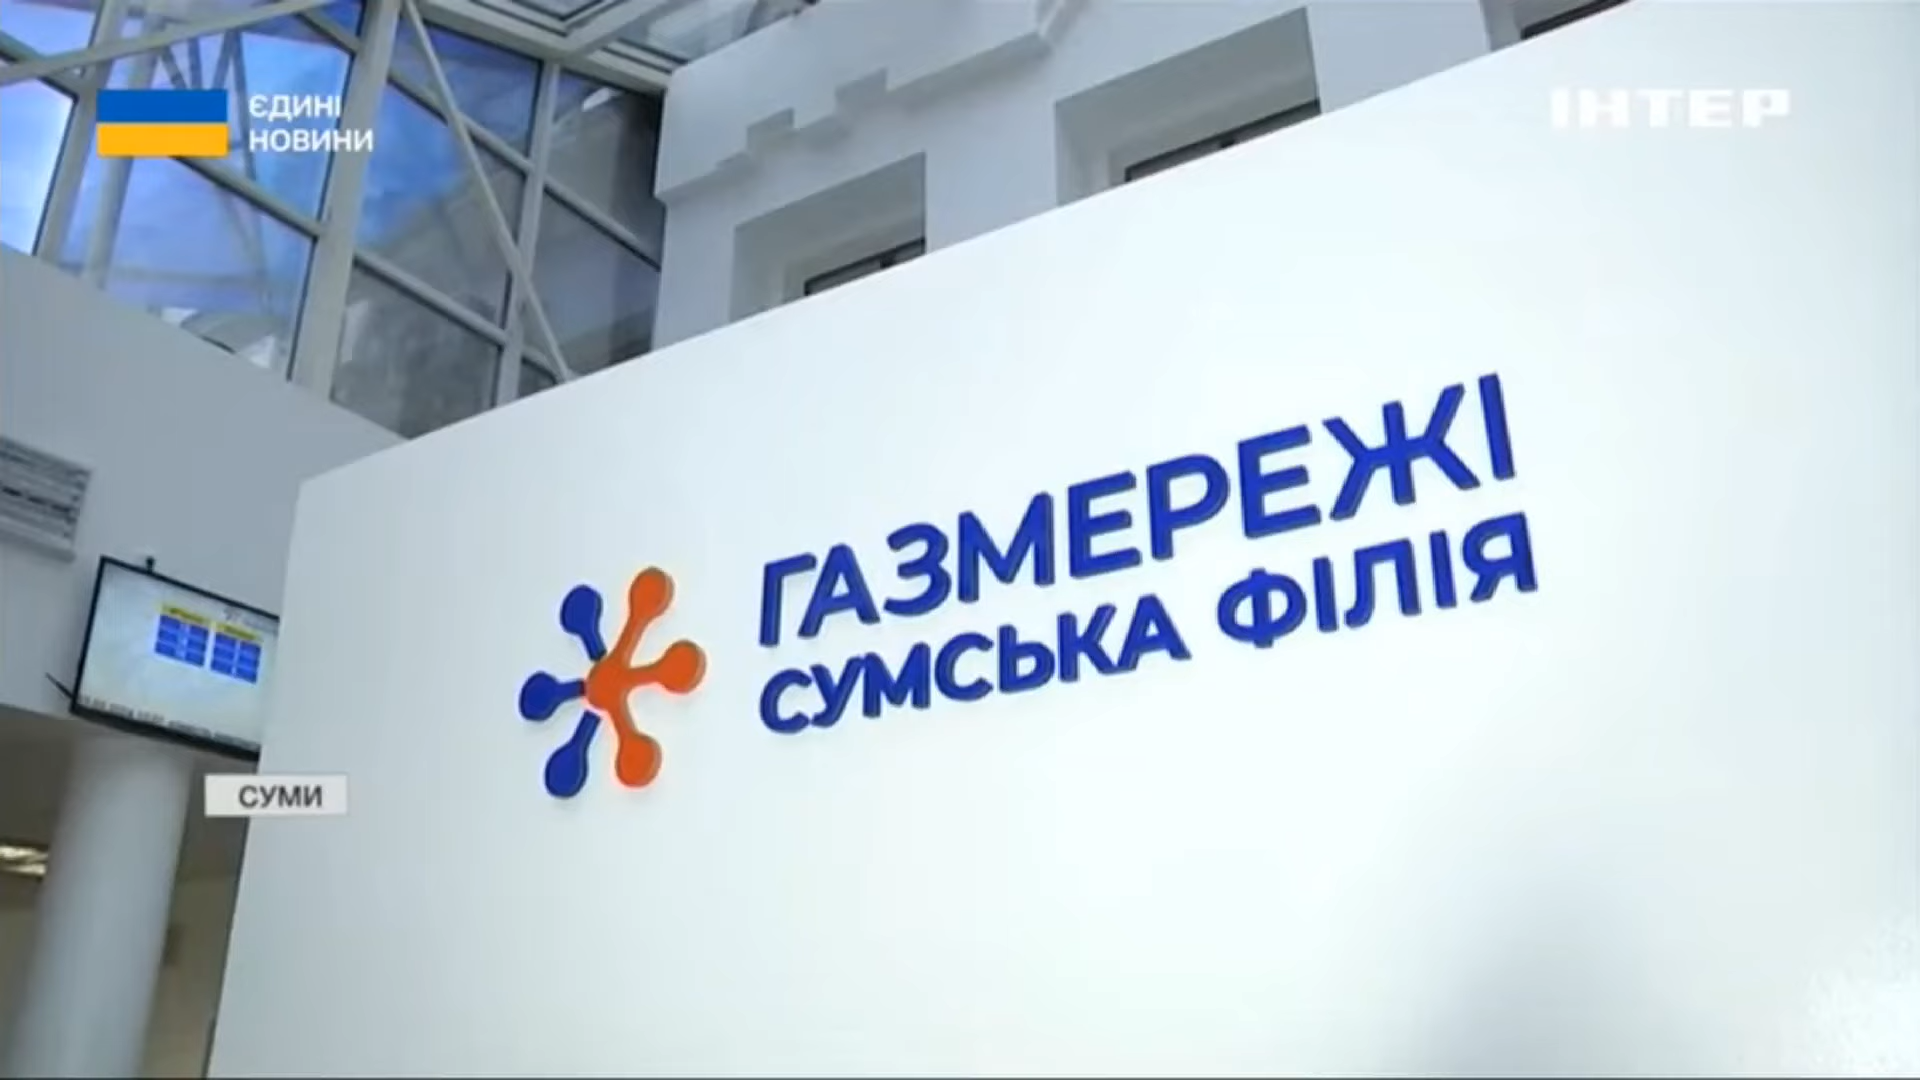 ЄДИНІ
НОВИНИ
ІНТЕР
ГАЗМЕРЕЖІ
СУМСЬКА ФІЛІЯ
СУМИ